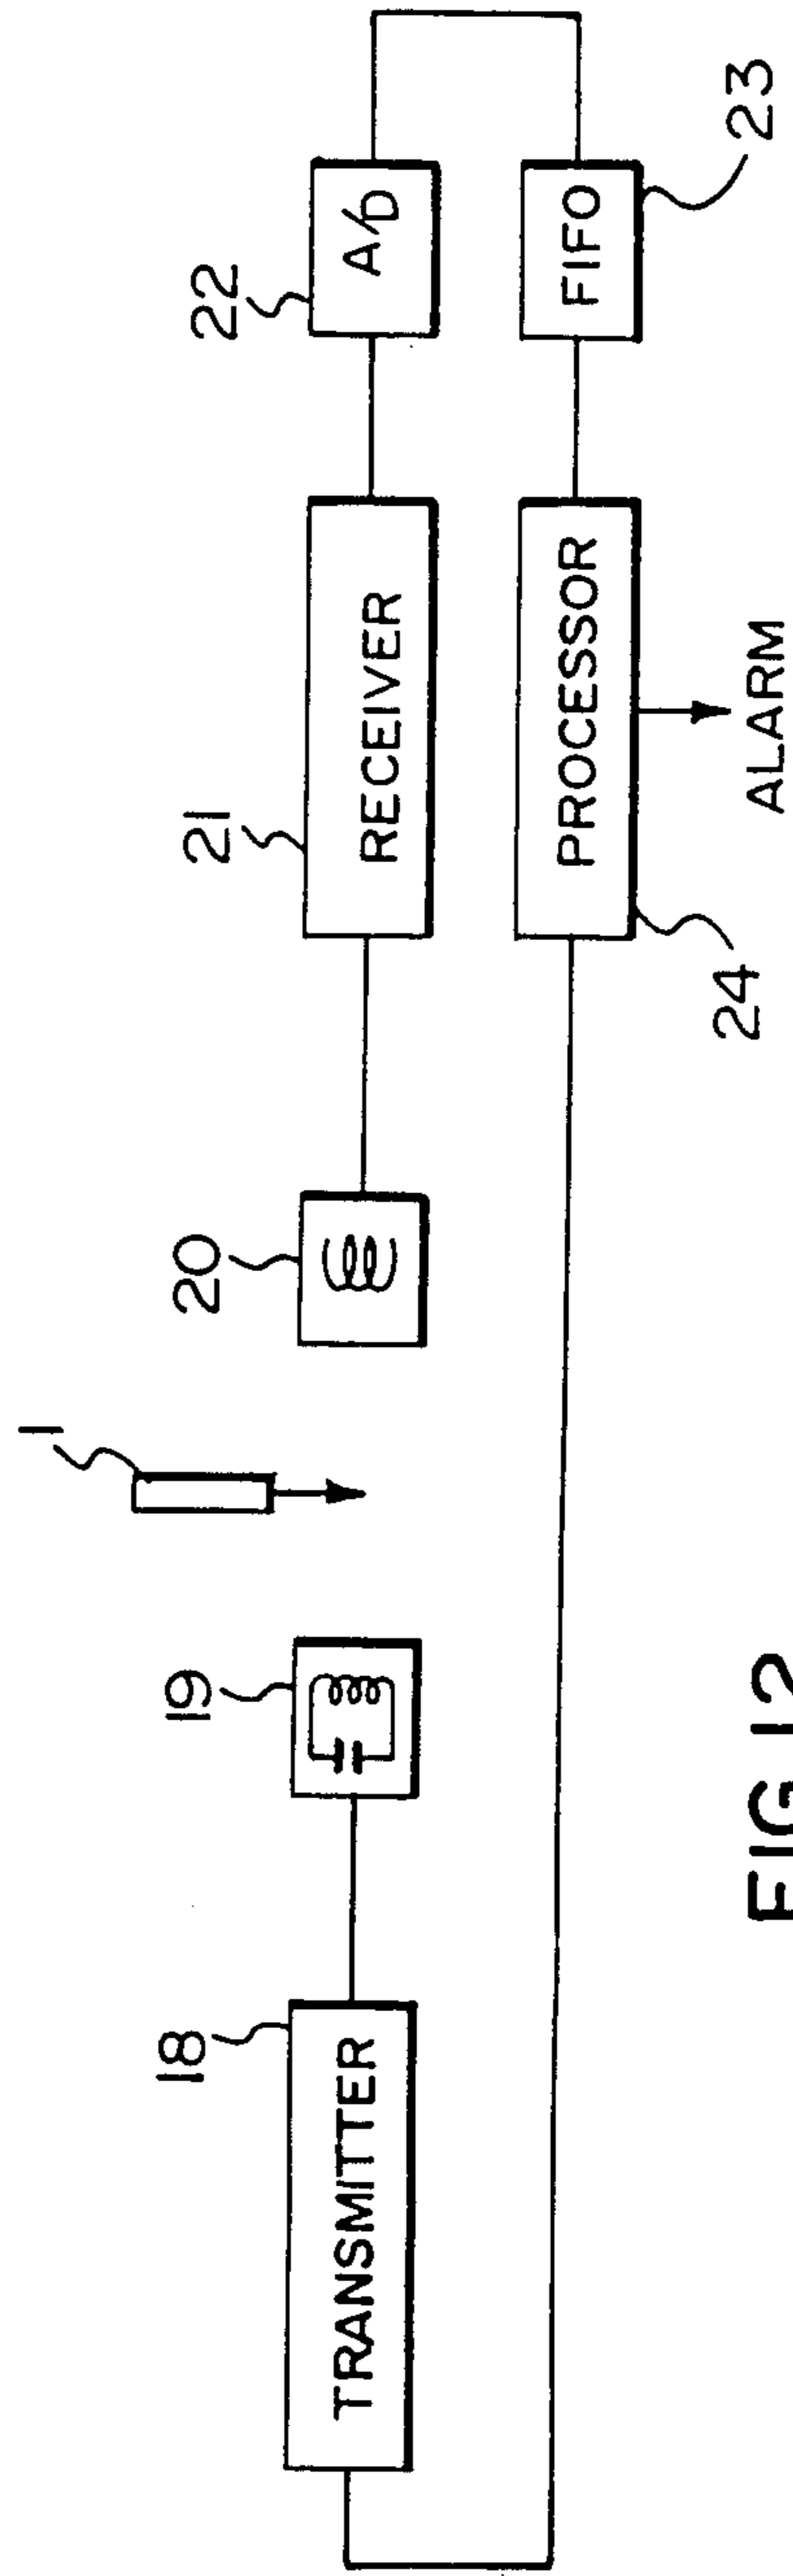 1
18
19
20
21
22
TRANSMITTER
RECEIVER
A/D
PROCESSOR
FIFO
24
ALARM
23
FIG.12